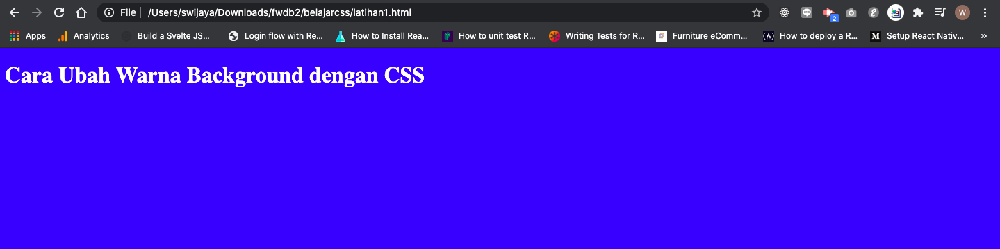 File /Users/swijaya/Downloads/fwdb2/belajarcss/latihan1.html
2 W
Apps Analytics Build a Svelte JS... Login flow with Re... How to Install Rea... How to unit test R... Writing Tests for R... Furniture eComm... How to deploy a R... Setup React Nativ... »
Cara Ubah Warna Background dengan CSS